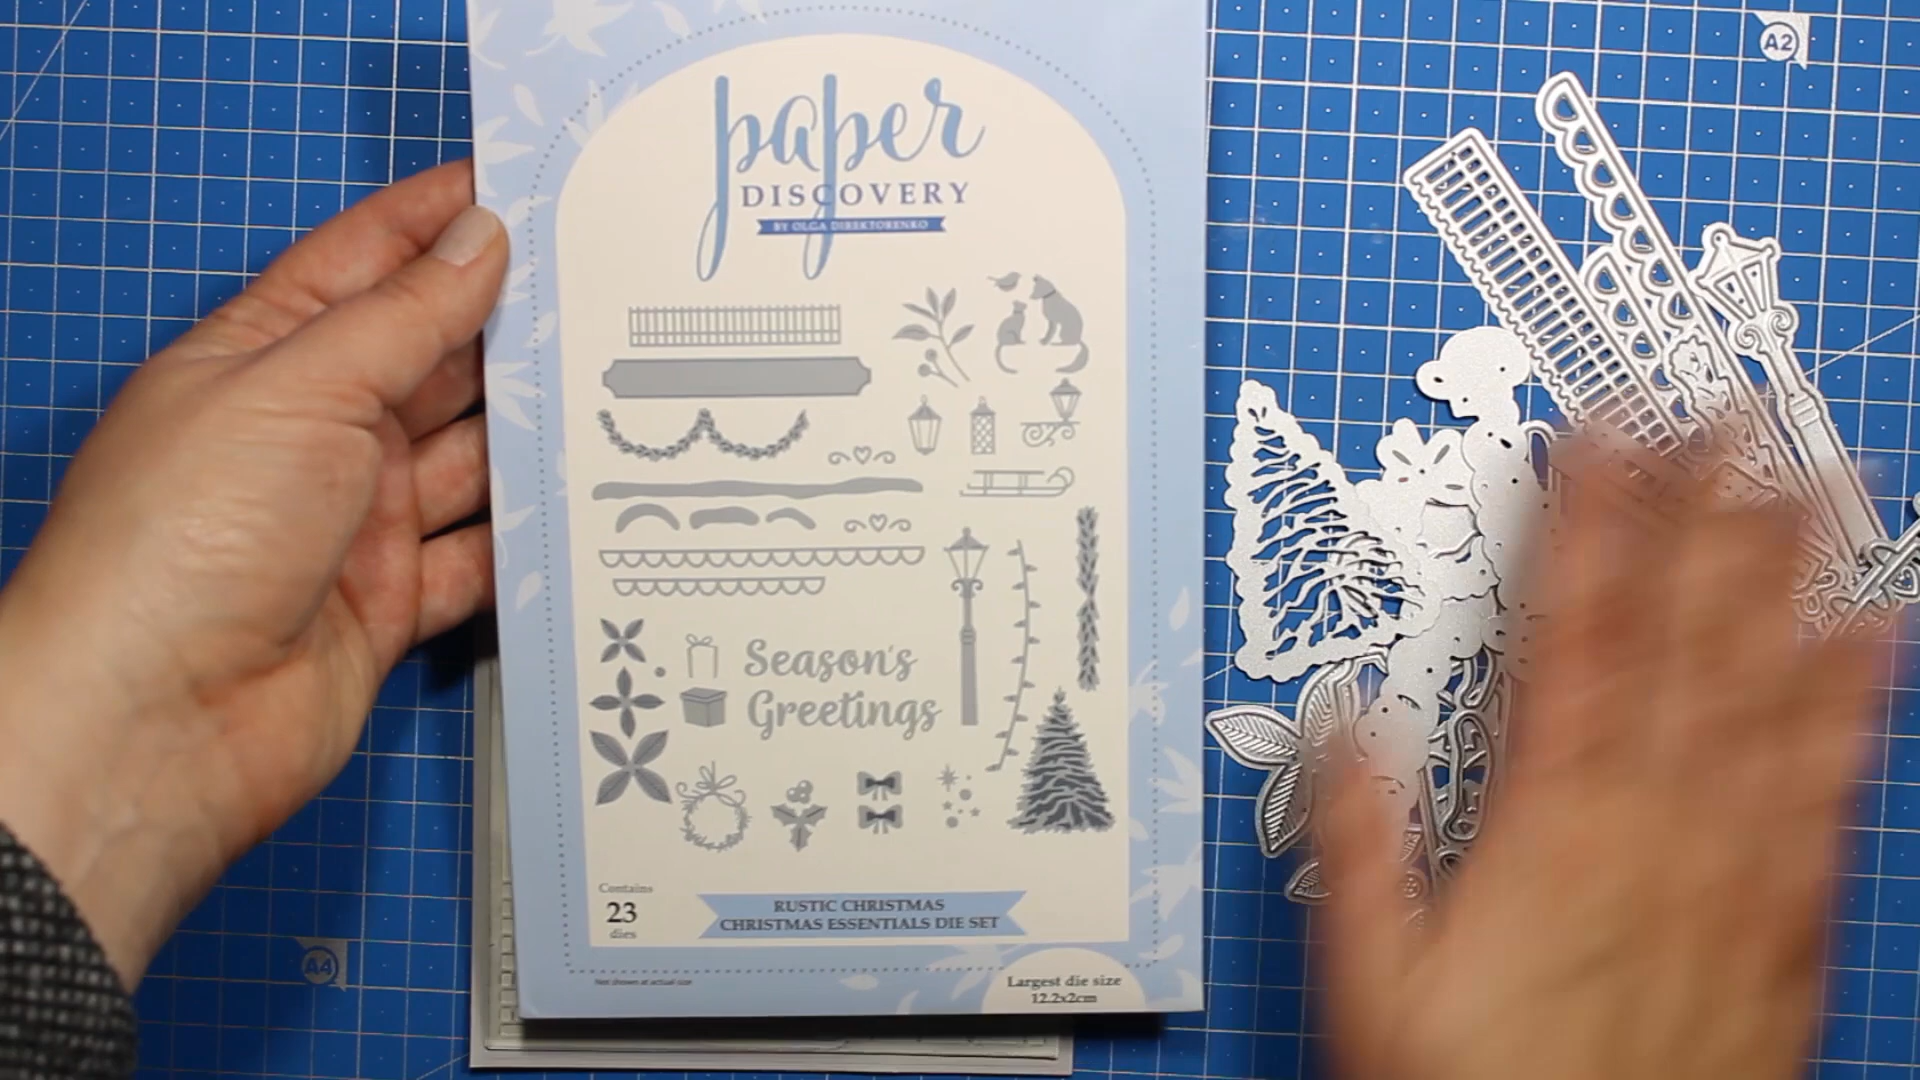 paper
DISCOVERY
BY OLGA DIREKTORENKO
Season's
Greetings
Contains
23
dies
RUSTIC CHRISTMAS
CHRISTMAS ESSENTIALS DIE SET
Not shown at actual size
Largest die size
12.2x2cm
A2
A4